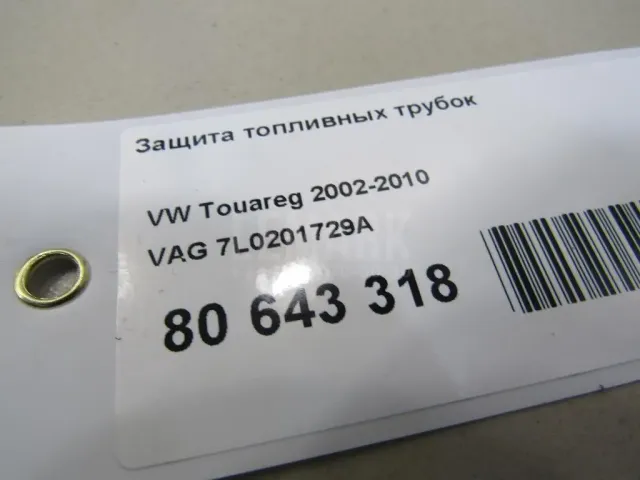 Защита топливных трубок
VW Touareg 2002-2010
VAG 7L0201729A
80 643 318